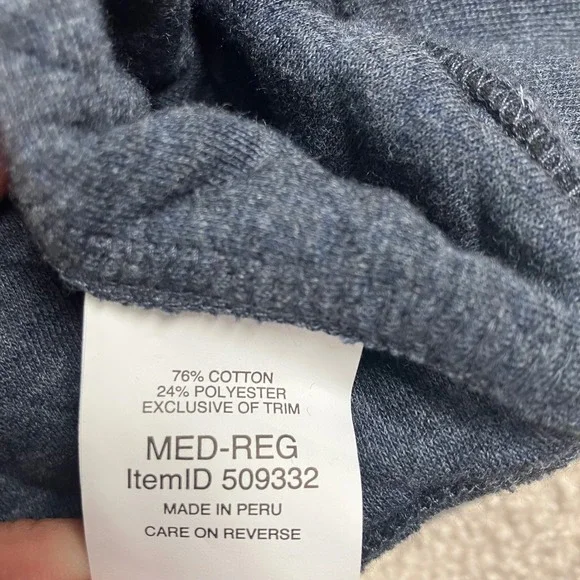 76% COTTON
24% POLYESTER
EXCLUSIVE OF TRIM
MED-REG
ItemID 509332
MADE IN PERU
CARE ON REVERSE